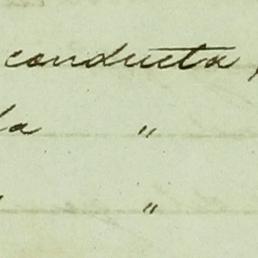 conducta,
la "
"